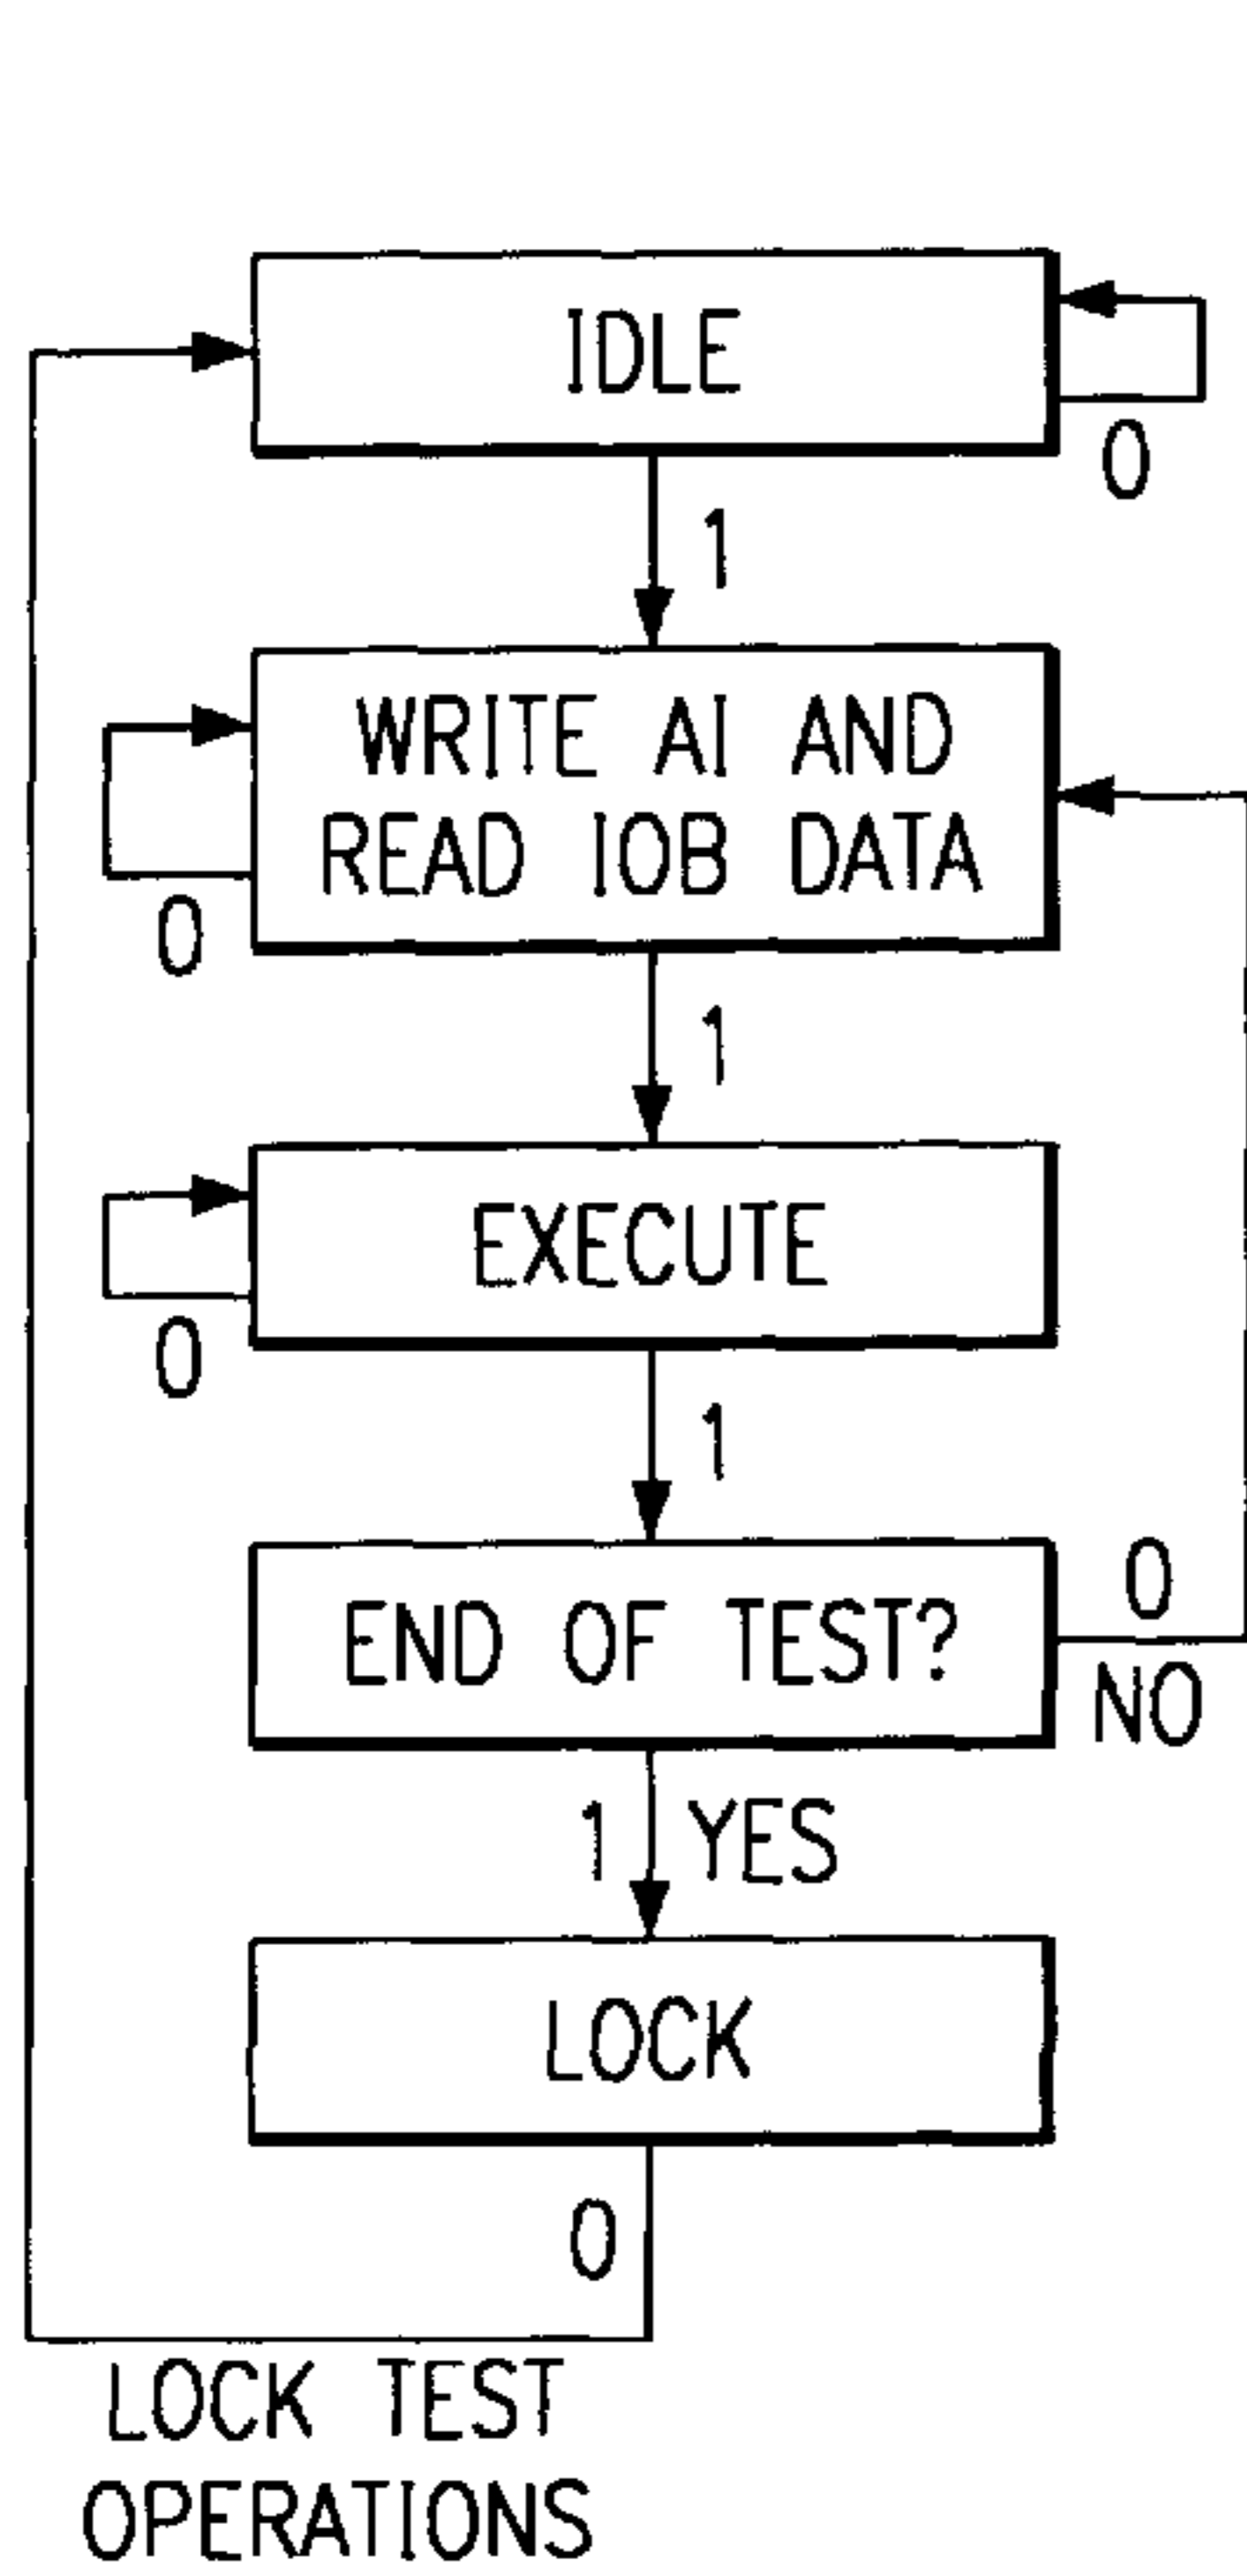 IDLE
0
1
WRITE AI AND
READ IOB DATA
0
1
EXECUTE
0
1
END OF TEST?
0
NO
1 YES
LOCK
0
LOCK TEST
OPERATIONS